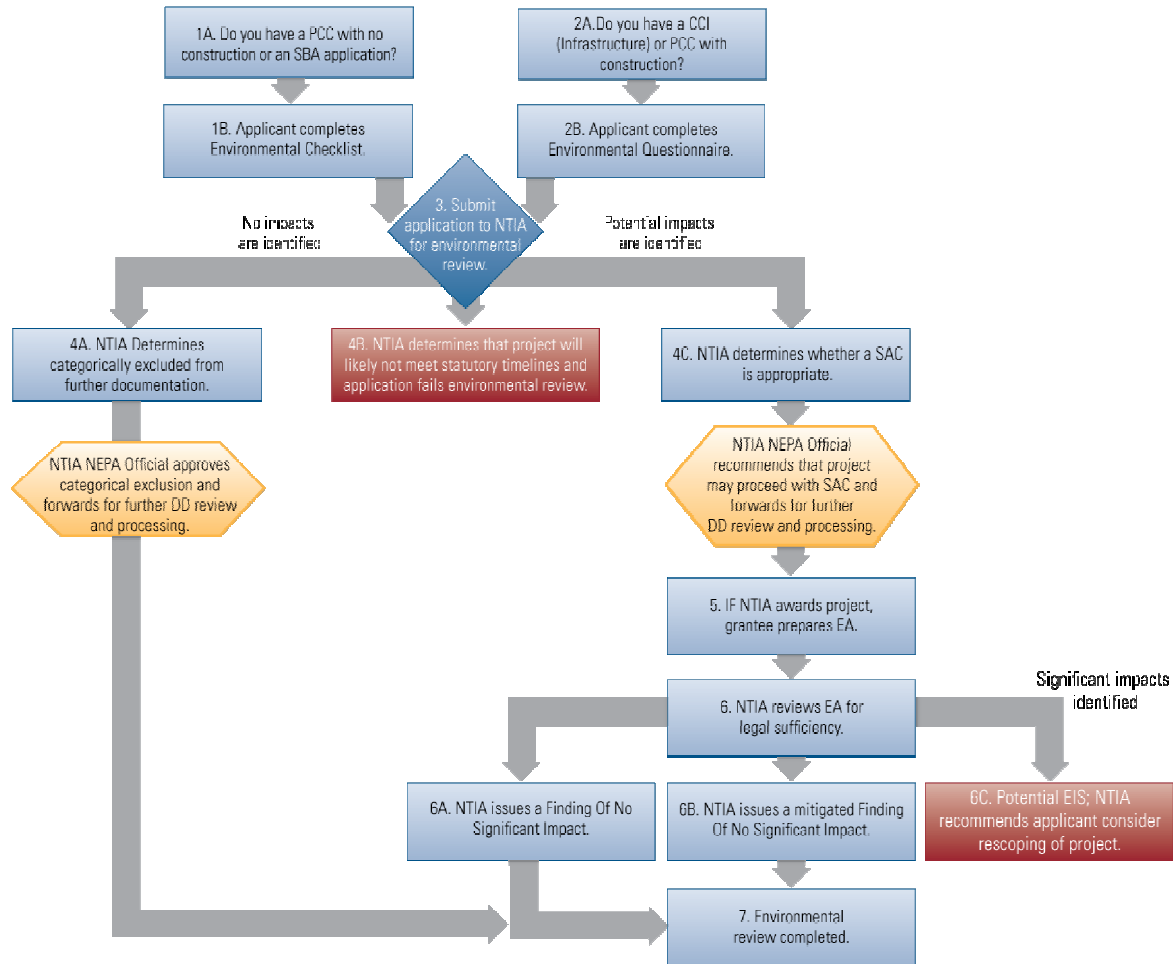 1A. Do you have a PCC with no
construction or an SBA application?
2A.Do you have a CCI
(Infrastructure) or PCC with
construction?
1B. Applicant completes
Environmental Checklist.
2B. Applicant completes
Environmental Questionnaire.
No impacts
are identified
3. Submit
application to NTIA
for environmental
review.
Potential impacts
are identified
4A. NTIA Determines
categorically excluded from
further documentation.
4B. NTIA determines that project will
likely not meet statutory timelines and
application fails environmental review.
4C. NTIA determines whether a SAC
is appropriate.
NTIA NEPA Official approves
categorical exclusion and
forwards for further DD review
and processing.
NTIA NEPA Official
recommends that project
may proceed with SAC and
forwards for further
DD review and processing.
5. IF NTIA awards project,
grantee prepares EA.
6. NTIA reviews EA for
legal sufficiency.
Significant impacts
identified
6A. NTIA issues a Finding Of No
Significant Impact.
6B. NTIA issues a mitigated Finding
Of No Significant Impact.
6C. Potential EIS; NTIA
recommends applicant consider
rescoping of project.
7. Environmental
review completed.